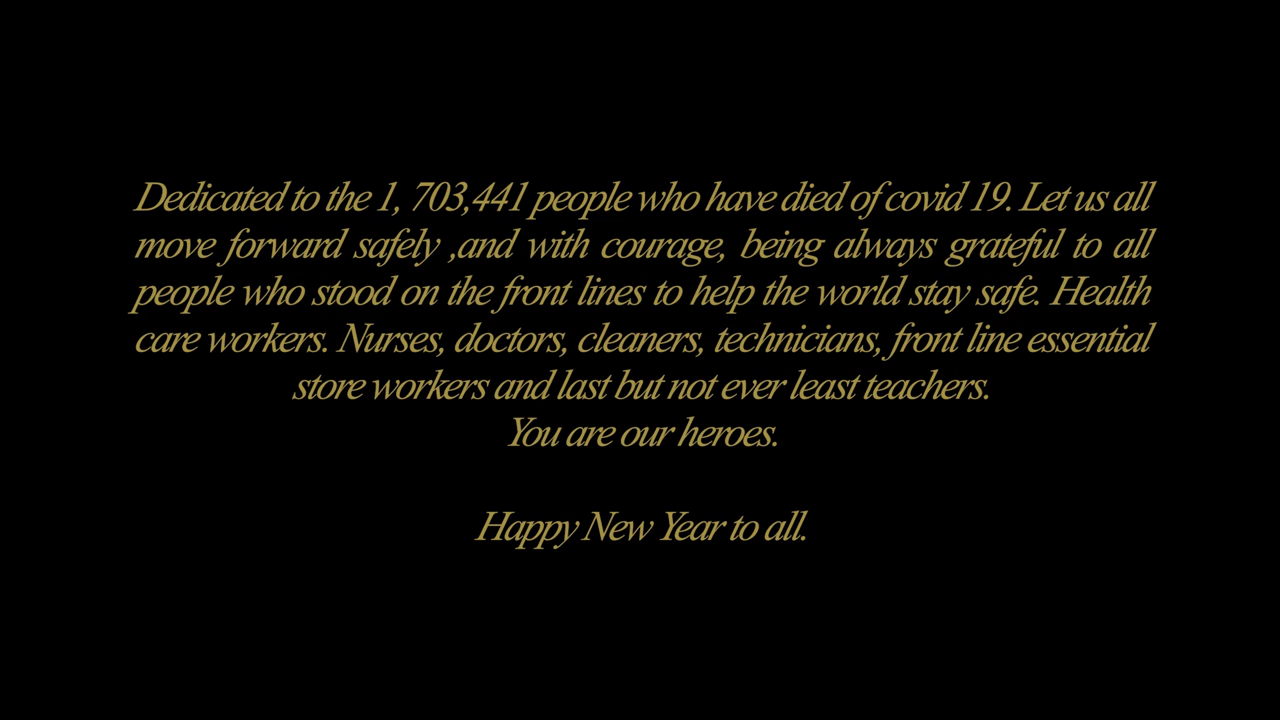 Dedicated to the 1, 703,441 people who have died of covid 19. Let us all
move forward safely ,and with courage, being always grateful to all
people who stood on the front lines to help the world stay safe. Health
care workers. Nurses, doctors, cleaners, technicians, front line essential
store workers and last but not ever least teachers.
You are our heroes.
Happy New Year to all.